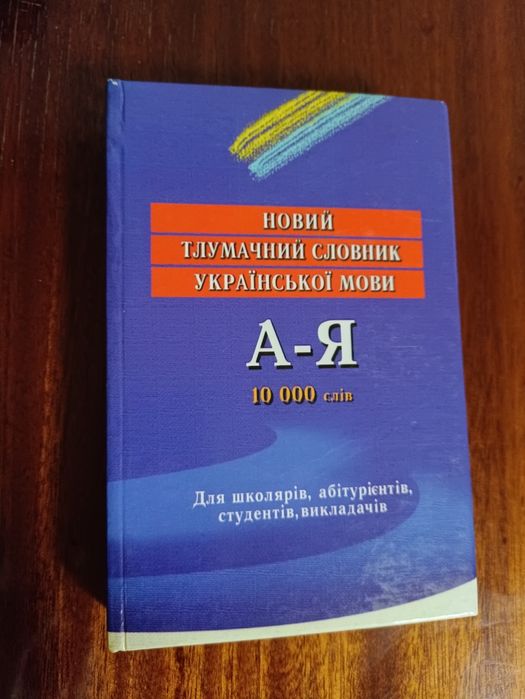 НОВИЙ
ТЛУМАЧНИЙ СЛОВНИК
УКРАЇНСЬКОЇ МОВИ
А-Я
10 000 слів
Для школярів, абітурієнтів,
студентів, викладачів